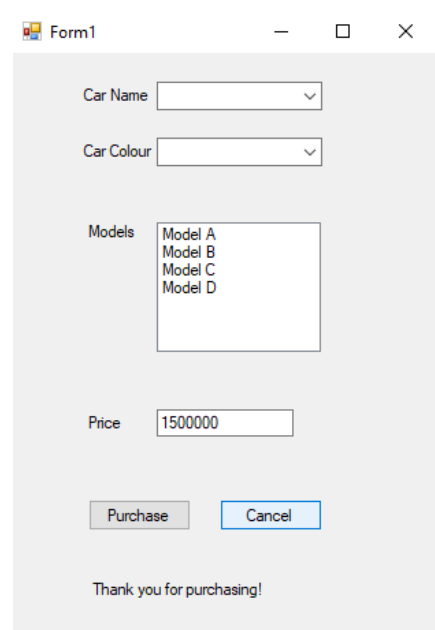 Form1
Car Name
Car Colour
Models
Model A
Model B
Model C
Model D
Price 1500000
Purchase Cancel
Thank you for purchasing!